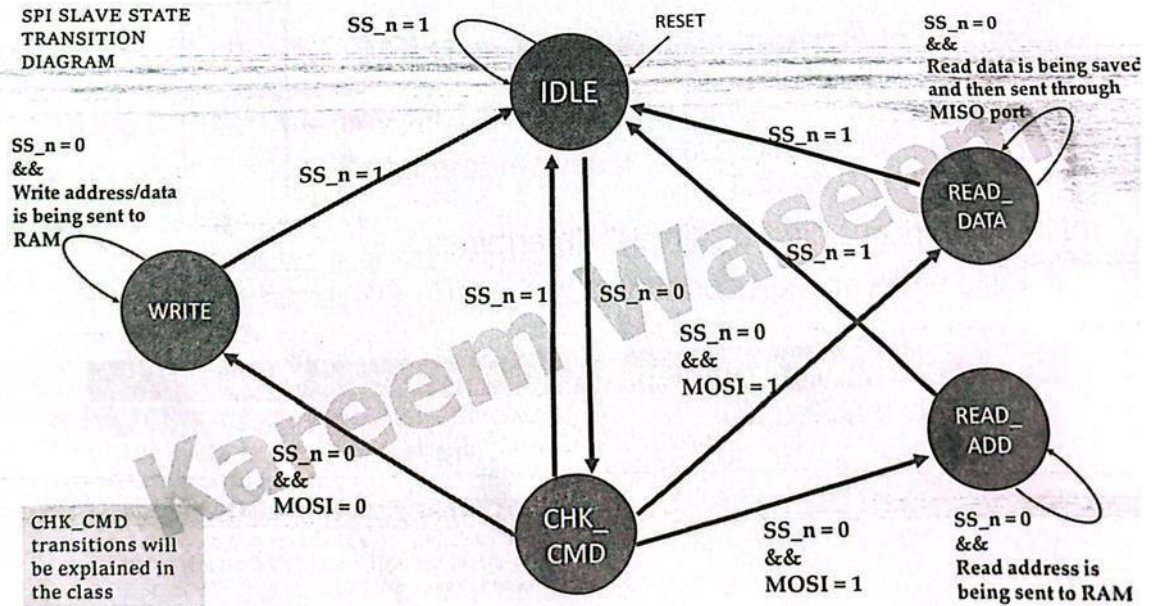 SPI SLAVE STATE
TRANSITION
DIAGRAM
SS_n = 1
RESET
IDLE
SS_n = 0
&&
Read data is being saved
and then sent through
MISO port
SS_n = 1
READ_
DATA
SS_n = 0
&&
Write address/data
is being sent to
RAM
SS_n = 1
WRITE
SS_n = 1
SS_n = 0
SS_n = 1
SS_n = 0
&&
MOSI = 1
READ_
ADD
SS_n = 0
&&
MOSI = 0
CHK_
CMD
SS_n = 0
&&
MOSI = 1
SS_n = 0
&&
Read address is
being sent to RAM
CHK_CMD
transitions will
be explained in
the class
Kareem Waseem